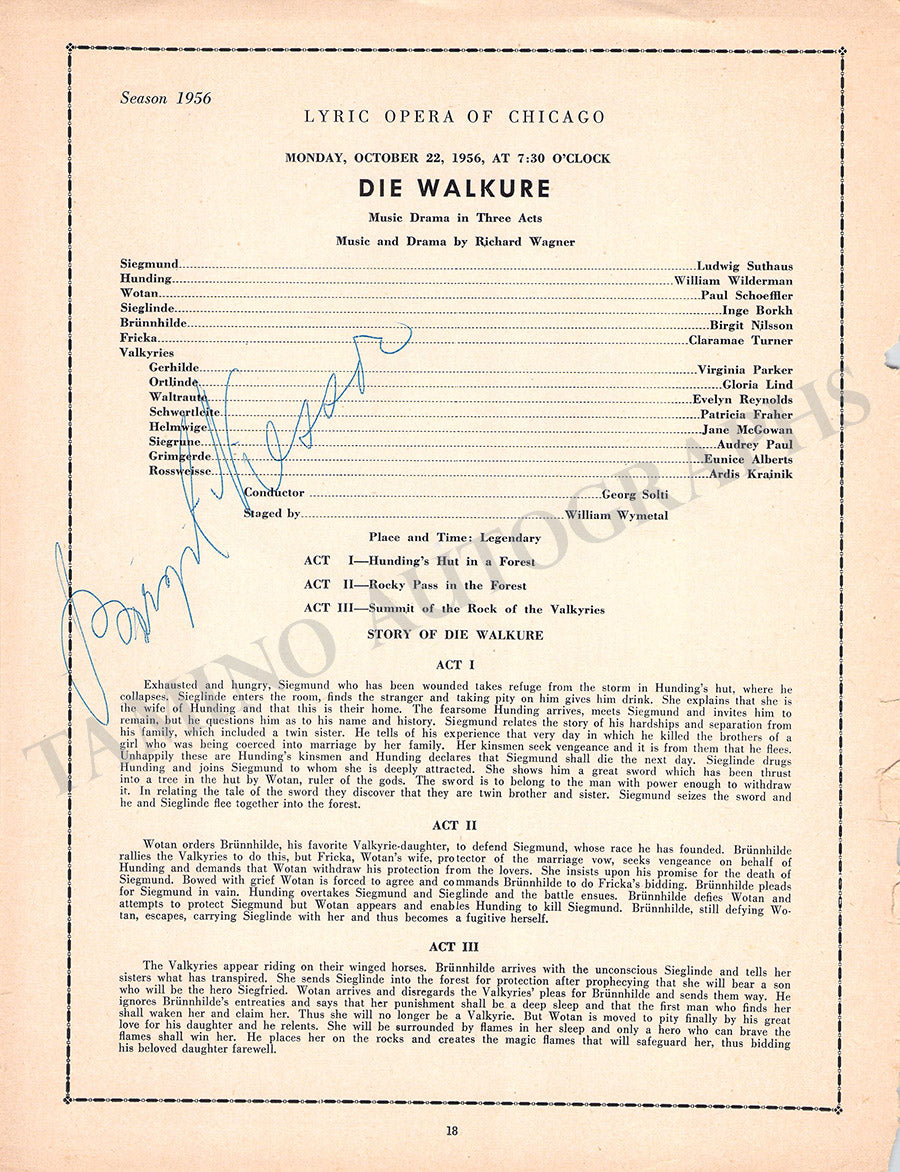 Season 1956
LYRIC OPERA OF CHICAGO
MONDAY, OCTOBER 22, 1956, AT 7:30 O'CLOCK
DIE WALKURE
Music Drama in Three Acts
Music and Drama by Richard Wagner
Siegmund........Ludwig Suthaus
Hunding........William Wilderman
Wotan........Paul Schoeffler
Sieglinde........Inge Borkh
Brünnhilde........Birgit Nilsson
Fricka........Claramae Turner
Valkyries
Gerhilde........Virginia Parker
Ortlinde........Gloria Lind
Waltraute........Evelyn Reynolds
Schwertleite........Patricia Fraher
Helmwige........Jane McGowan
Siegrune........Audrey Paul
Grimgerde........Eunice Alberts
Rossweisse........Ardis Krainik
Conductor ........Georg Solti
Staged by........William Wymetal
Birgit Nilsson
Place and Time: Legendary
ACT I—Hunding's Hut in a Forest
ACT II—Rocky Pass in the Forest
ACT III—Summit of the Rock of the Valkyries
TAMINO AUTOGRAPHS
STORY OF DIE WALKURE
ACT I
Exhausted and hungry, Siegmund who has been wounded takes refuge from the storm in Hunding's hut, where he
collapses. Sieglinde enters the room, finds the stranger and taking pity on him gives him drink. She explains that she is
the wife of Hunding and that this is their home. The fearsome Hunding arrives, meets Siegmund and invites him to
remain, but he questions him as to his name and history. Siegmund relates the story of his hardships and separation from
his family, which included a twin sister. He tells of his experience that very day in which he killed the brothers of a
girl who was being coerced into marriage by her family. Her kinsmen seek vengeance and it is from them that he flees.
Unhappily these are Hunding's kinsmen and Hunding declares that Siegmund shall die the next day. Sieglinde drugs
Hunding and joins Siegmund to whom she is deeply attracted. She shows him a great sword which has been thrust
into a tree in the hut by Wotan, ruler of the gods. The sword is to belong to the man with power enough to withdraw
it. In relating the tale of the sword they discover that they are twin brother and sister. Siegmund seizes the sword and
he and Sieglinde flee together into the forest.
ACT II
Wotan orders Brünnhilde, his favorite Valkyrie-daughter, to defend Siegmund, whose race he has founded. Brünnhilde
rallies the Valkyries to do this, but Fricka, Wotan's wife, protector of the marriage vow, seeks vengeance on behalf of
Hunding and demands that Wotan withdraw his protection from the lovers. She insists upon his promise for the death of
Siegmund. Bowed with grief Wotan is forced to agree and commands Brünnhilde to do Fricka's bidding. Brünnhilde pleads
for Siegmund in vain. Hunding overtakes Siegmund and Sieglinde and the battle ensues. Brünnhilde defies Wotan and
attempts to protect Siegmund but Wotan appears and enables Hunding to kill Siegmund. Brünnhilde, still defying Wo-
tan, escapes, carrying Sieglinde with her and thus becomes a fugitive herself.
ACT III
The Valkyries appear riding on their winged horses. Brünnhilde arrives with the unconscious Sieglinde and tells her
sisters what has transpired. She sends Sieglinde into the forest for protection after prophecying that she will bear a son
who will be the hero Siegfried. Wotan arrives and disregards the Valkyries' pleas for Brünnhilde and sends them way. He
ignores Brünnhilde's entreaties and says that her punishment shall be a deep sleep and that the first man who finds her
shall waken her and claim her. Thus she will no longer be a Valkyrie. But Wotan is moved to pity finally by his great
love for his daughter and he relents. She will be surrounded by flames in her sleep and only a hero who can brave the
flames shall win her. He places her on the rocks and creates the magic flames that will safeguard her, thus bidding
his beloved daughter farewell.
18